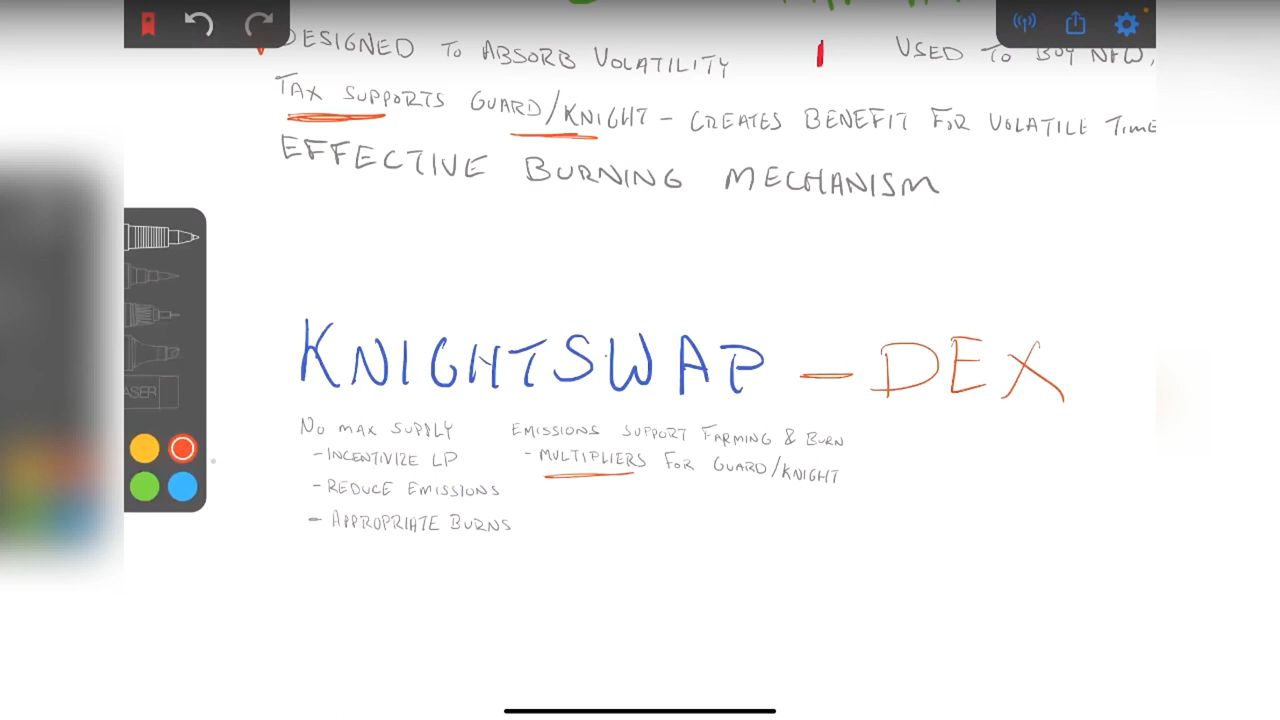 DESIGNED TO ABSORB VOLATILITY USED TO BUY NEW,
TAX SUPPORTS GUARD/KNIGHT - CREATES BENEFIT FOR VOLATILE TIME
EFFECTIVE BURNING MECHANISM
KNIGHTSWAP - DEX
NO MAX SUPPLY EMISSIONS SUPPORT FARMING & BURN
- INCENTIVIZE LP - MULTIPLIERS FOR GUARD/KNIGHT
- REDUCE EMISSIONS
- APPROPRIATE BURNS
ASER